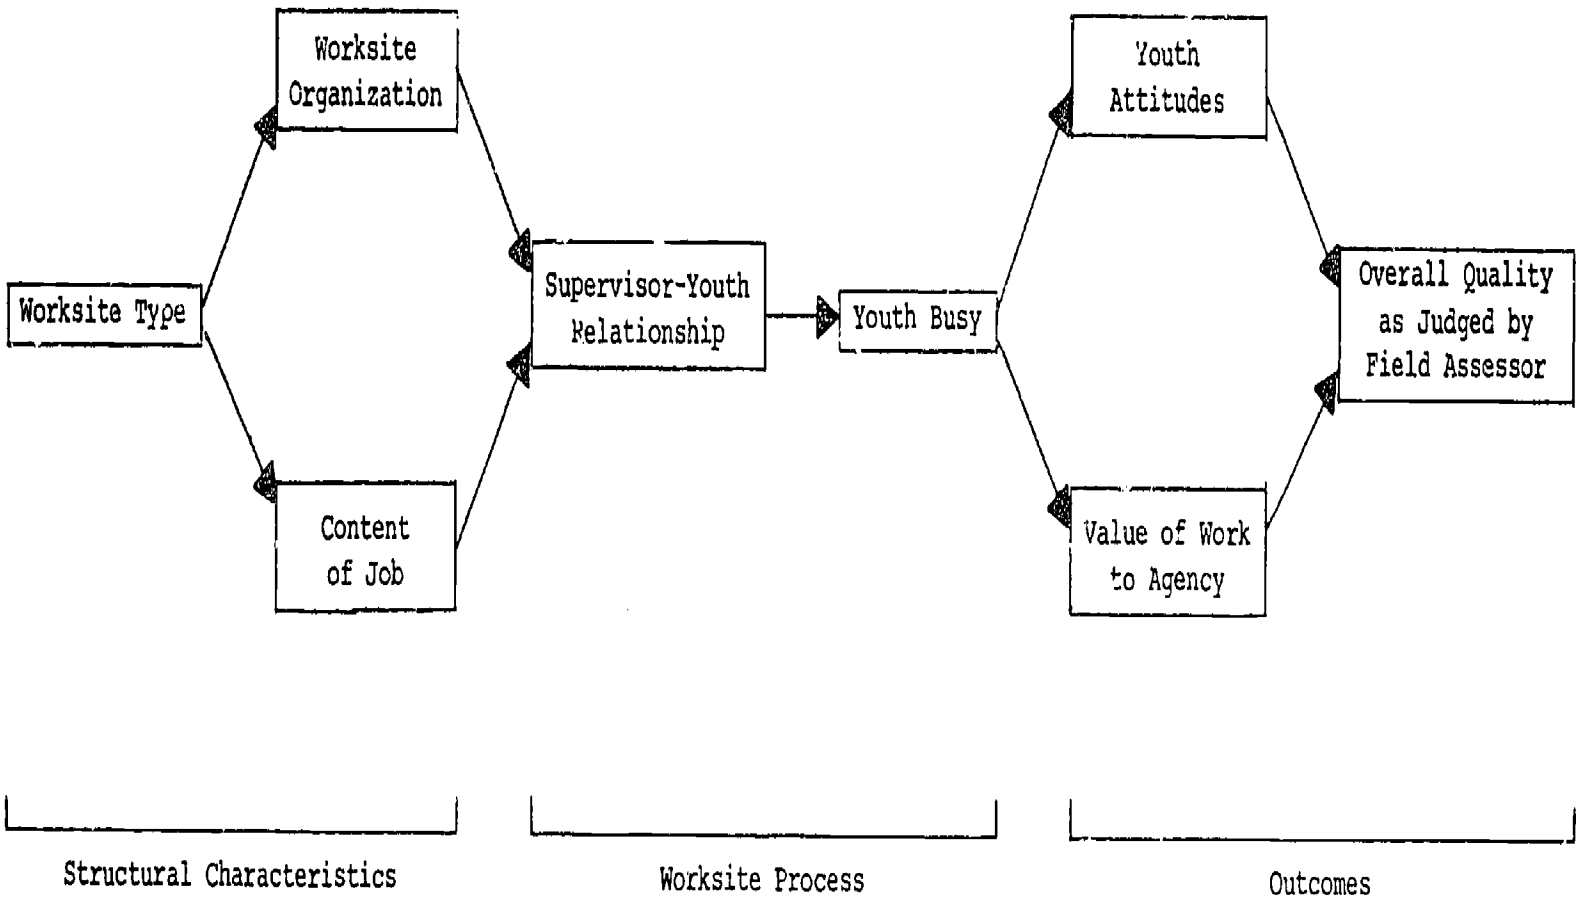 Worksite
Organization
Youth
Attitudes
Worksite Type
Supervisor-Youth
Relationship
Youth Busy
Overall Quality
as Judged by
Field Assessor
Content
of Job
Value of Work
to Agency
Structural Characteristics
Worksite Process
Outcomes